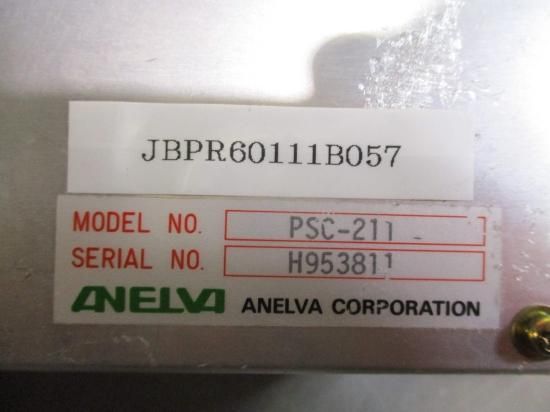 JBPR60111B057
MODEL NO. PSC-211
SERIAL NO. H953811
ANELVA ANELVA CORPORATION